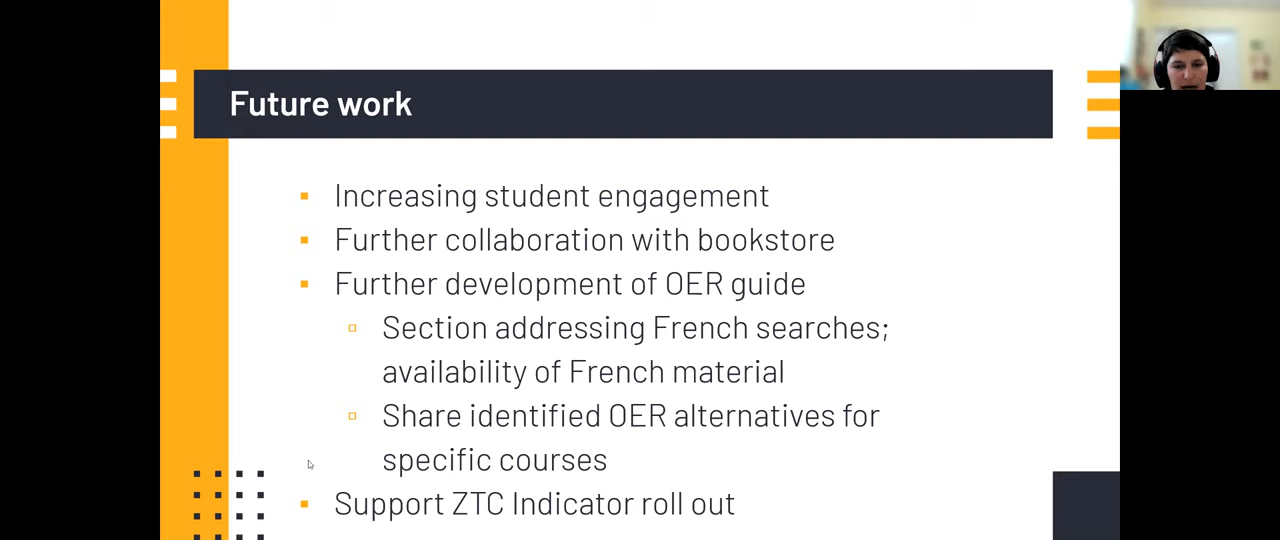 Future work
Increasing student engagement
Further collaboration with bookstore
Further development of OER guide
Section addressing French searches;
availability of French material
Share identified OER alternatives for
specific courses
Support ZTC Indicator roll out